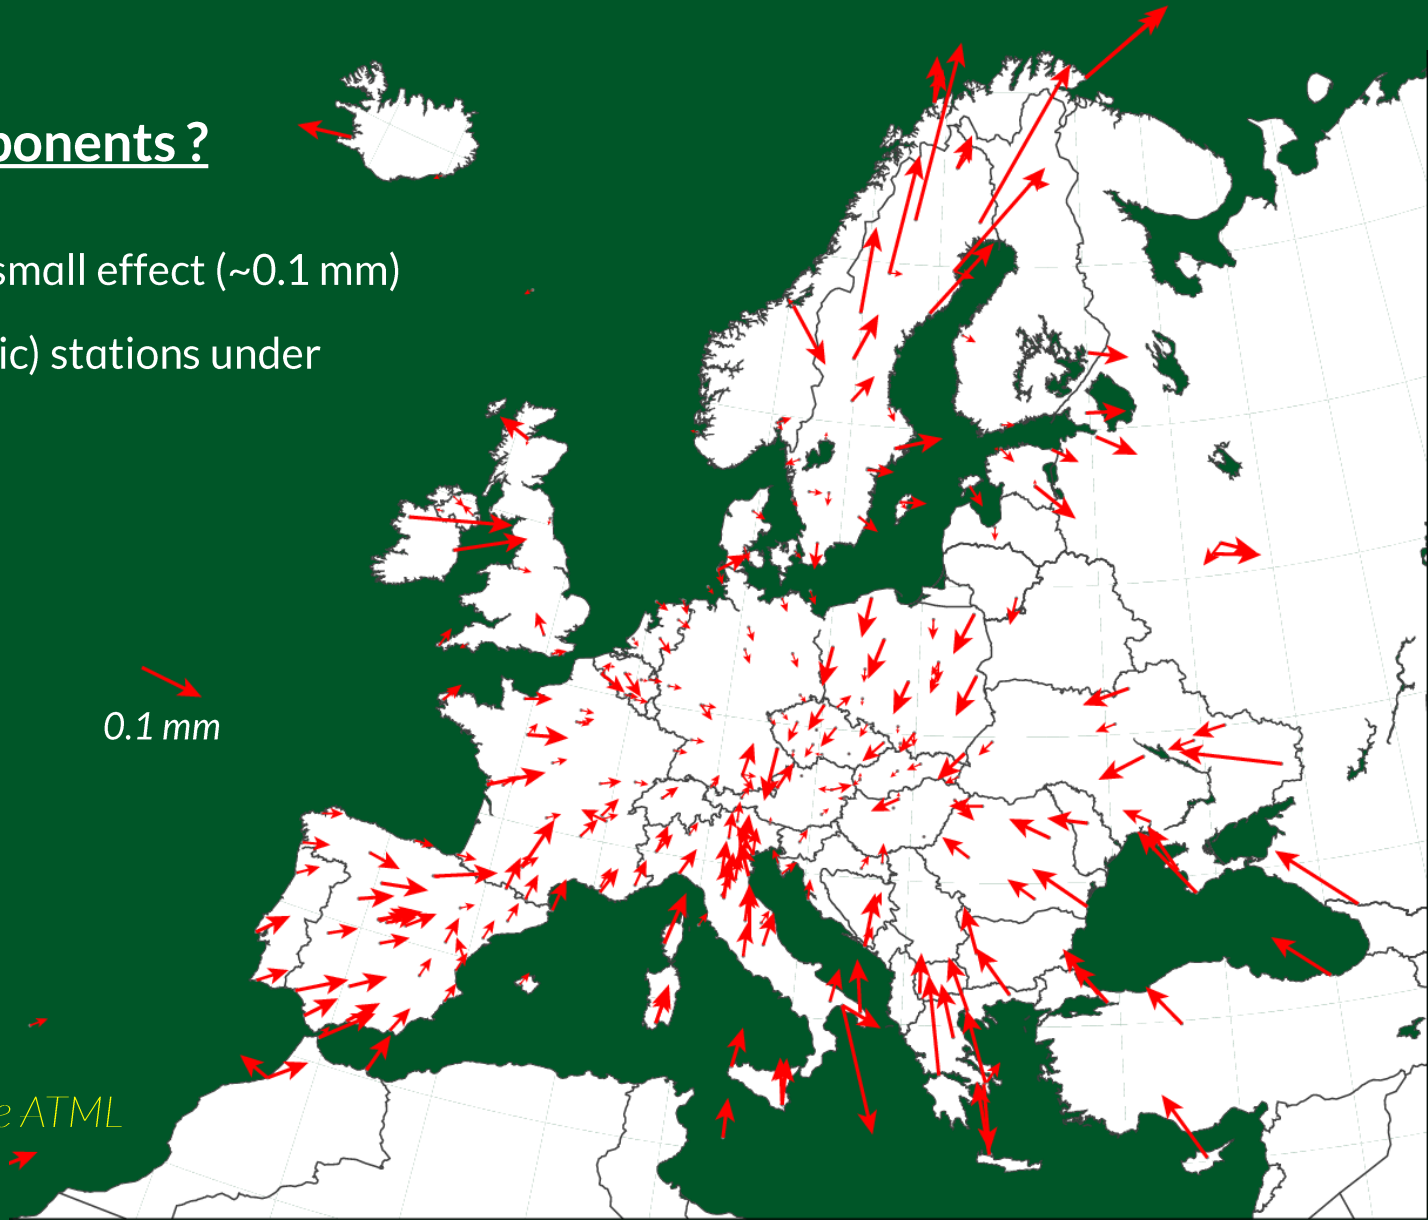 ponents ?
small effect (~0.1 mm)
ic) stations under
0.1 mm
e ATML